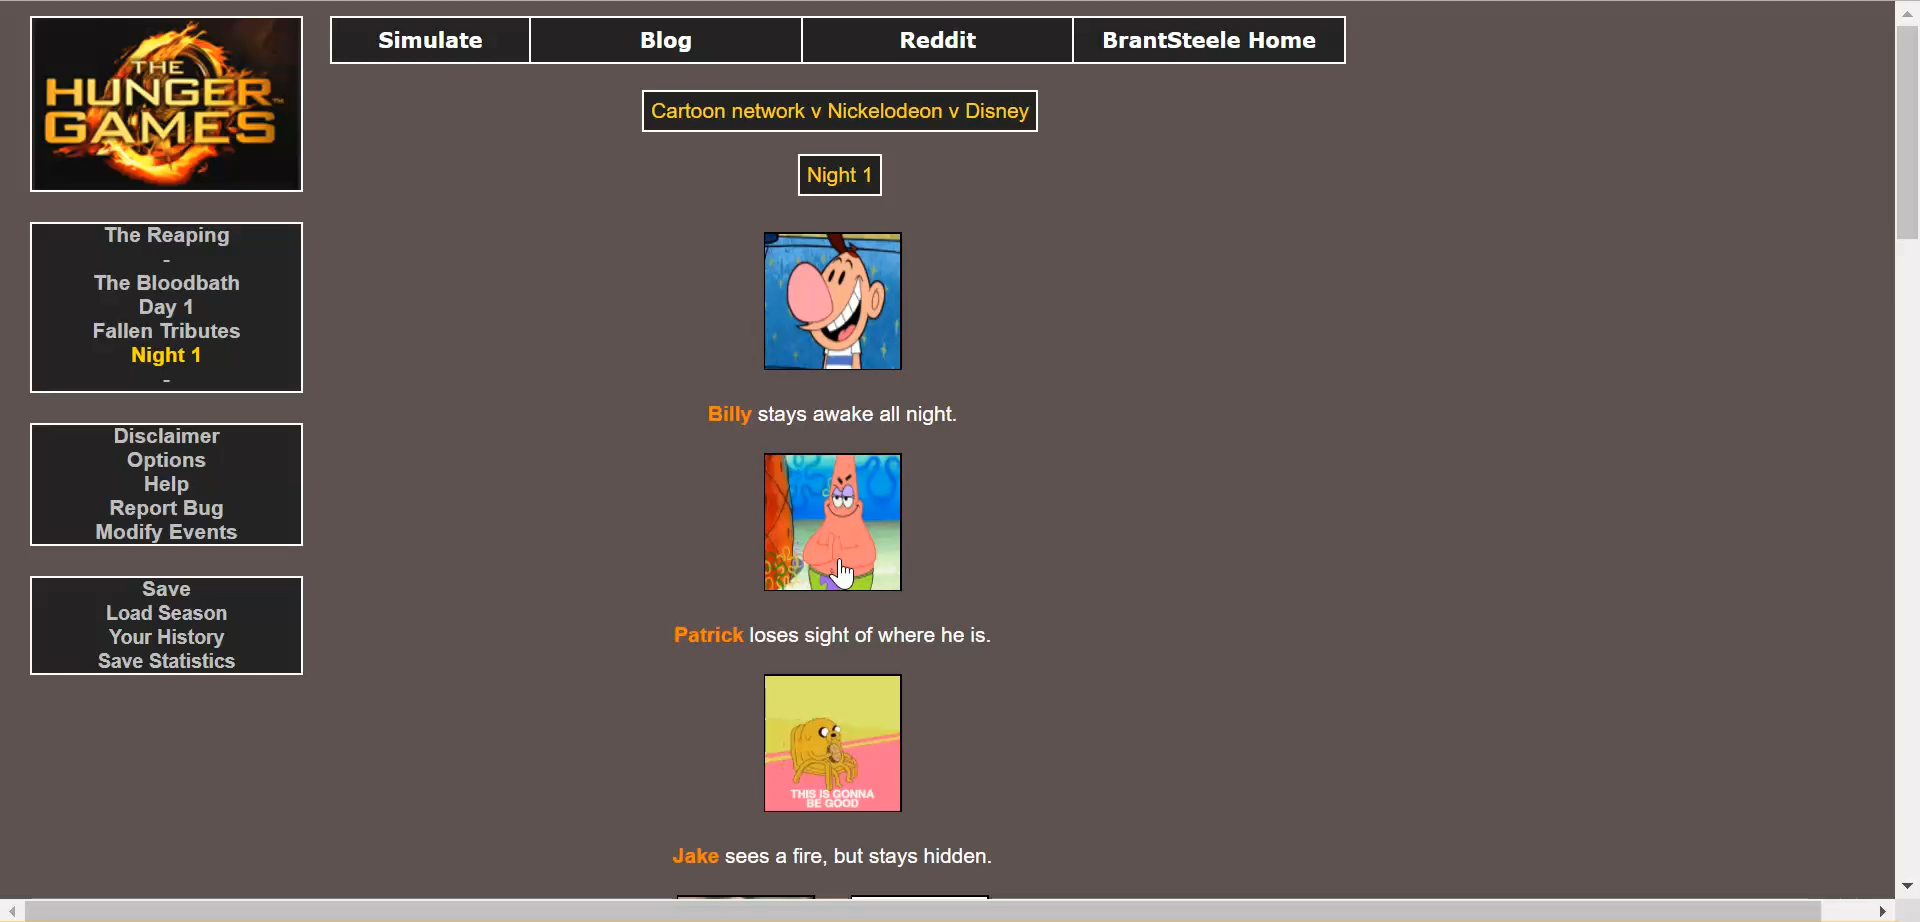 THE
HUNGER
GAMES™
Simulate
Blog
Reddit
BrantSteele Home
Cartoon network v Nickelodeon v Disney
Night 1
The Reaping
-
The Bloodbath
Day 1
Fallen Tributes
Night 1
-
Disclaimer
Options
Help
Report Bug
Modify Events
Save
Load Season
Your History
Save Statistics
Billy stays awake all night.
Patrick loses sight of where he is.
THIS IS GONNA
BE GOOD
Jake sees a fire, but stays hidden.